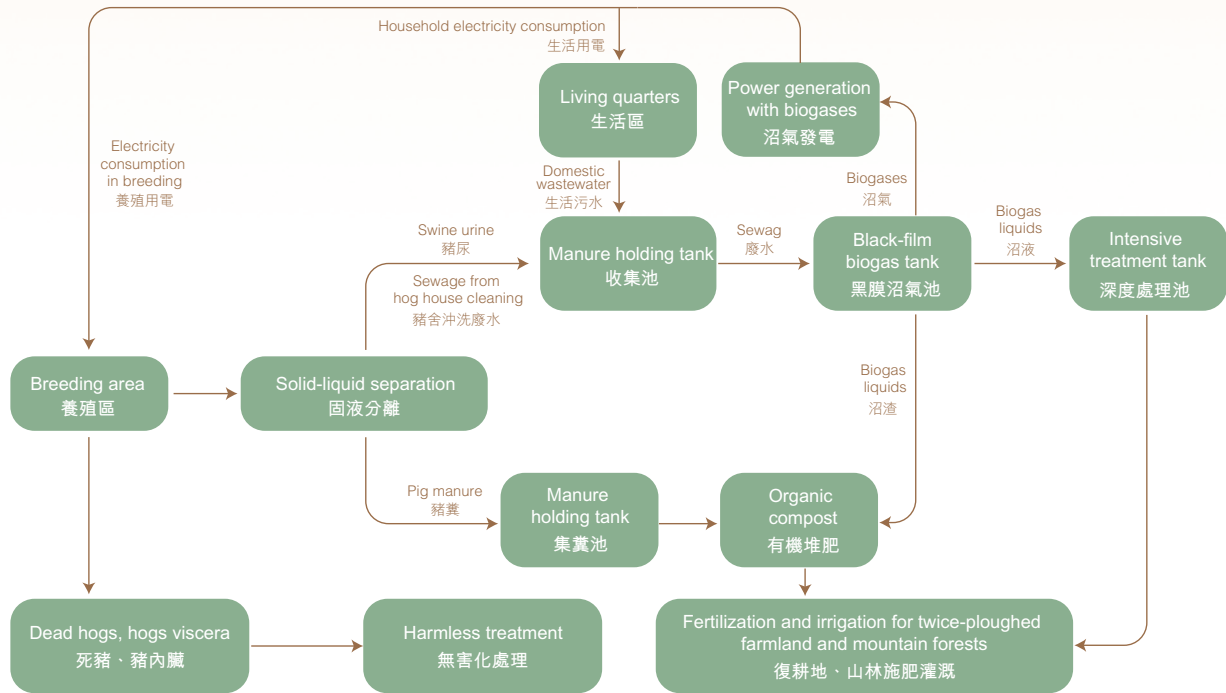 Household electricity consumption
生活用電
Living quarters
生活區
Power generation
with biogases
沼氣發電
Electricity
consumption
in breeding
養殖用電
Domestic
wastewater
生活污水
Biogases
沼氣
Swine urine
豬尿
Sewage from
hog house cleaning
豬舍沖洗廢水
Manure holding tank
收集池
Sewag
廢水
Black-film
biogas tank
黑膜沼氣池
Biogas
liquids
沼液
Intensive
treatment tank
深度處理池
Breeding area
養殖區
Solid-liquid separation
固液分離
Biogas
liquids
沼渣
Pig manure
豬糞
Manure
holding tank
集糞池
Organic
compost
有機堆肥
Dead hogs, hogs viscera
死豬、豬內臟
Harmless treatment
無害化處理
Fertilization and irrigation for twice-ploughed
farmland and mountain forests
復耕地、山林施肥灌溉